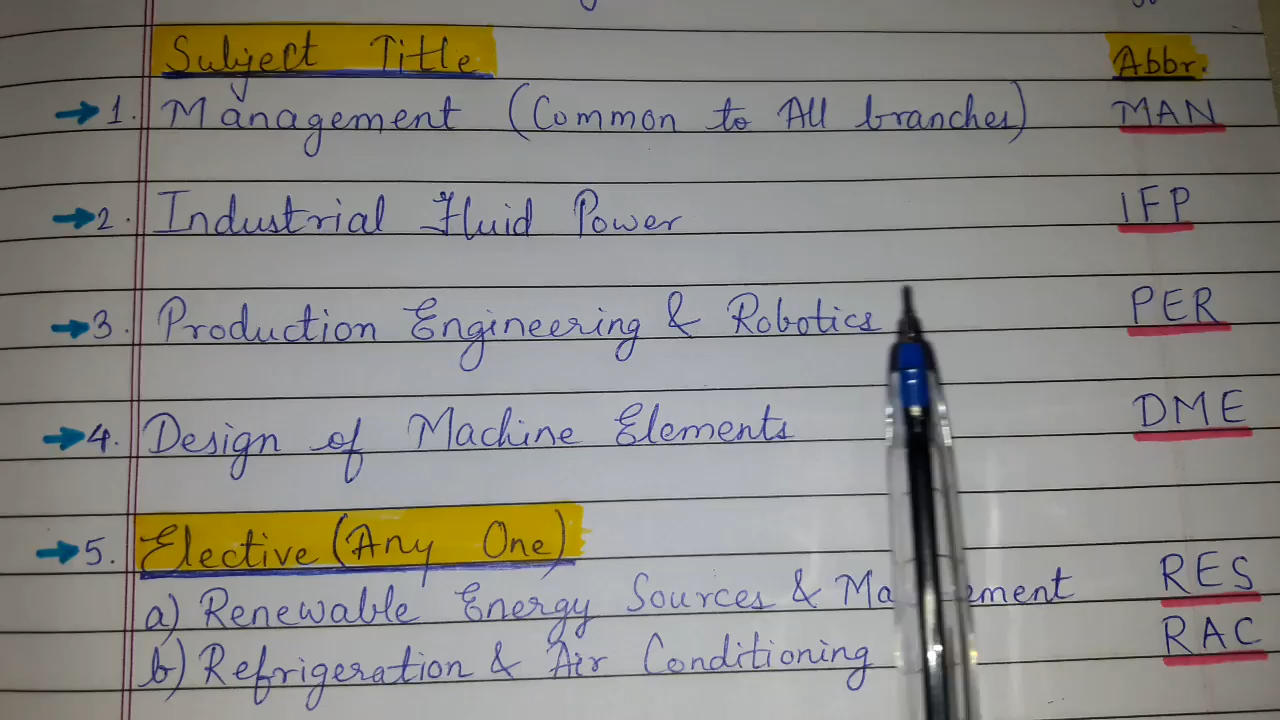 Subject Title Abbr.
→1. Management (Common to All branches) MAN
→2. Industrial Fluid Power IFP
→3. Production Engineering & Robotics PER
→4. Design of Machine Elements DME
→5. Elective (Any One)
a) Renewable Energy Sources & RES
b) Refrigeration & Air Conditioning RAC